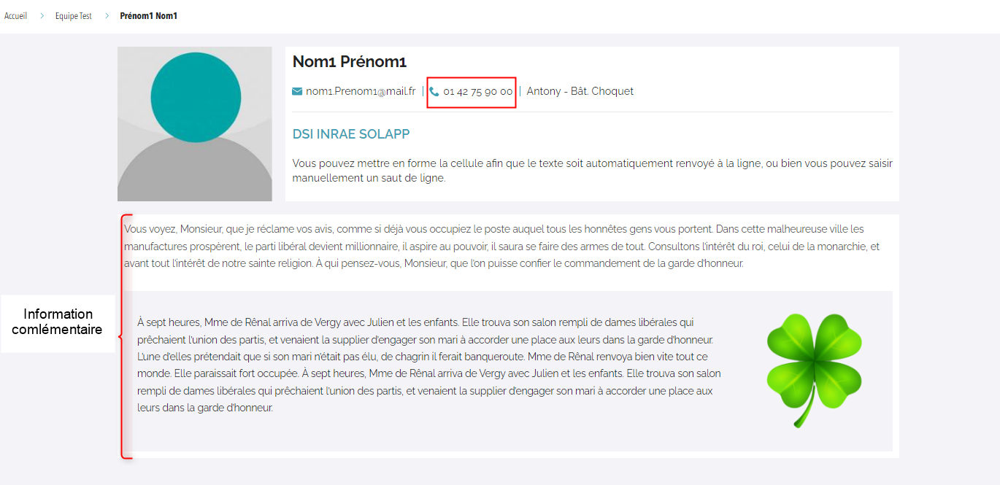 Accueil > Equipe Test > Prénom1 Nom1
Nom1 Prénom1
nom1.Prenom1@mail.fr | 01 42 75 90 00 | Antony - Bât. Choquet
DSI INRAE SOLAPP
Vous pouvez mettre en forme la cellule afin que le texte soit automatiquement renvoyé à la ligne, ou bien vous pouvez saisir
manuellement un saut de ligne.
Vous voyez, Monsieur, que je réclame vos avis, comme si déjà vous occupiez le poste auquel tous les honnêtes gens vous portent. Dans cette malheureuse ville les
manufactures prospèrent, le parti libéral devient millionnaire, il aspire au pouvoir, il saura se faire des armes de tout. Consultons l'intérêt du roi, celui de la monarchie, et
avant tout l'intérêt de notre sainte religion. À qui pensez-vous, Monsieur, que l'on puisse confier le commandement de la garde d'honneur.
Information
comlémentaire
À sept heures, Mme de Rênal arriva de Vergy avec Julien et les enfants. Elle trouva son salon rempli de dames libérales qui
prêchaient l'union des partis, et venaient la supplier d'engager son mari à accorder une place aux leurs dans la garde d'honneur.
L'une d'elles prétendait que si son mari n'était pas élu, de chagrin il ferait banqueroute. Mme de Rênal renvoya bien vite tout ce
monde. Elle paraissait fort occupée. À sept heures, Mme de Rênal arriva de Vergy avec Julien et les enfants. Elle trouva son salon
rempli de dames libérales qui prêchaient l'union des partis, et venaient la supplier d'engager son mari à accorder une place aux
leurs dans la garde d'honneur.